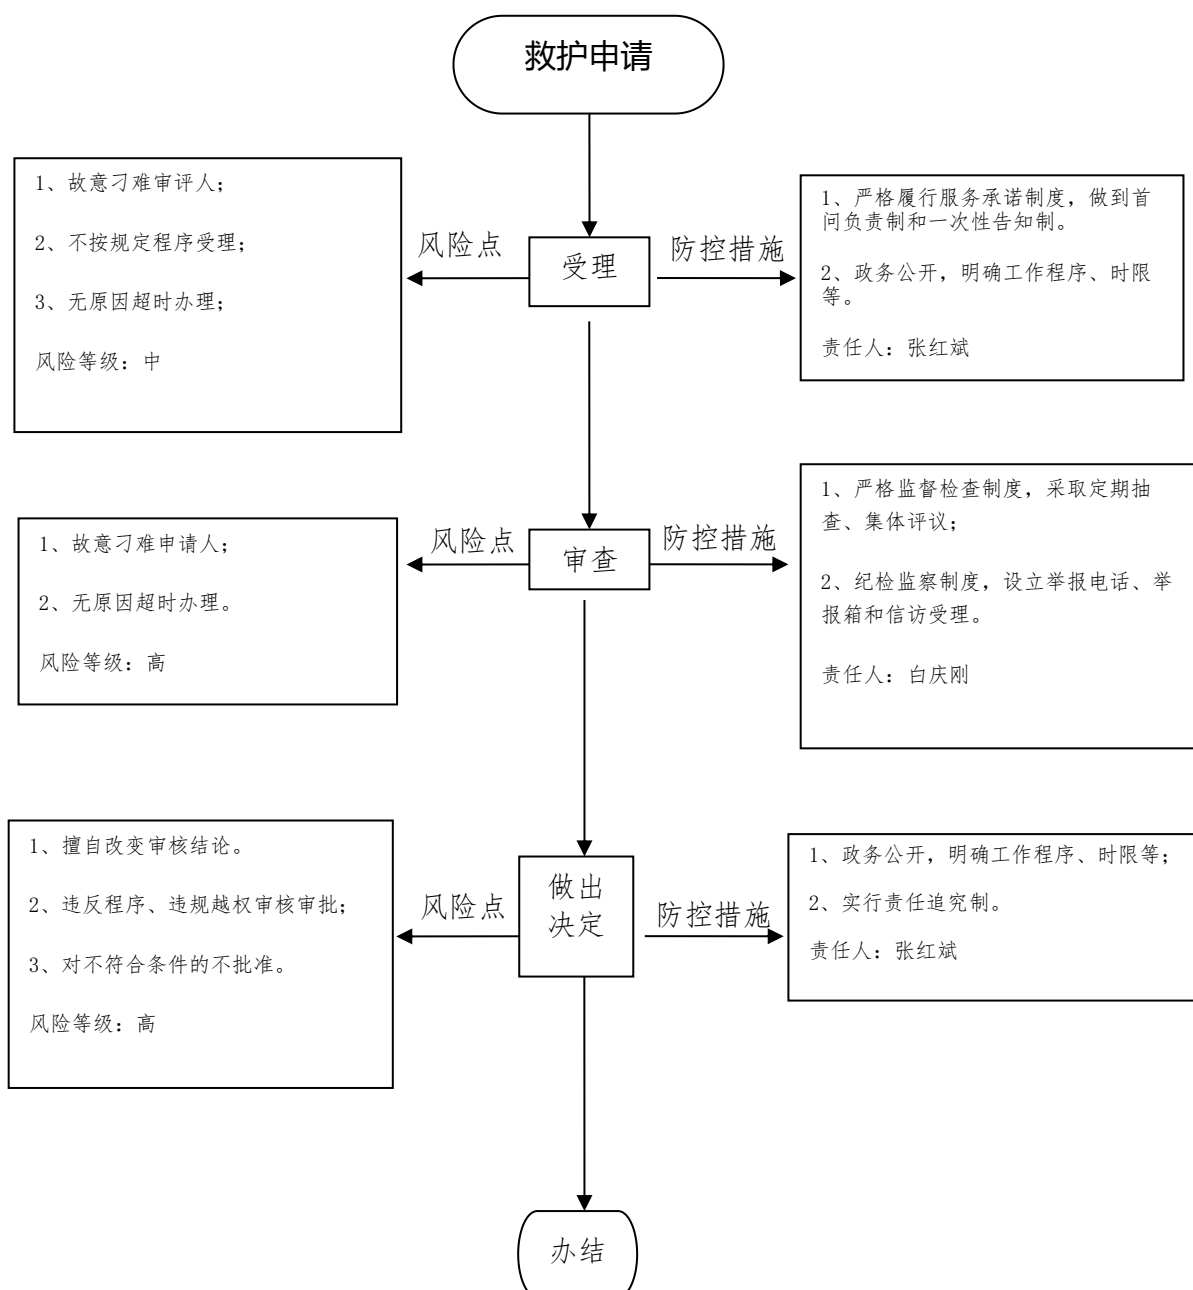 救护申请
1、故意刁难审评人；
2、不按规定程序受理；
3、无原因超时办理；
风险等级：中
风险点
受理
防控措施
1、严格履行服务承诺制度，做到首
问负责制和一次性告知制。
2、政务公开，明确工作程序、时限
等。
责任人：张红斌
1、故意刁难申请人；
2、无原因超时办理。
风险等级：高
风险点
审查
防控措施
1、严格监督检查制度，采取定期抽
查、集体评议；
2、纪检监察制度，设立举报电话、举
报箱和信访受理。
责任人：白庆刚
1、擅自改变审核结论。
2、违反程序、违规越权审核审批；
3、对不符合条件的不批准。
风险等级：高
风险点
做出
决定
防控措施
1、政务公开，明确工作程序、时限等；
2、实行责任追究制。
责任人：张红斌
办结